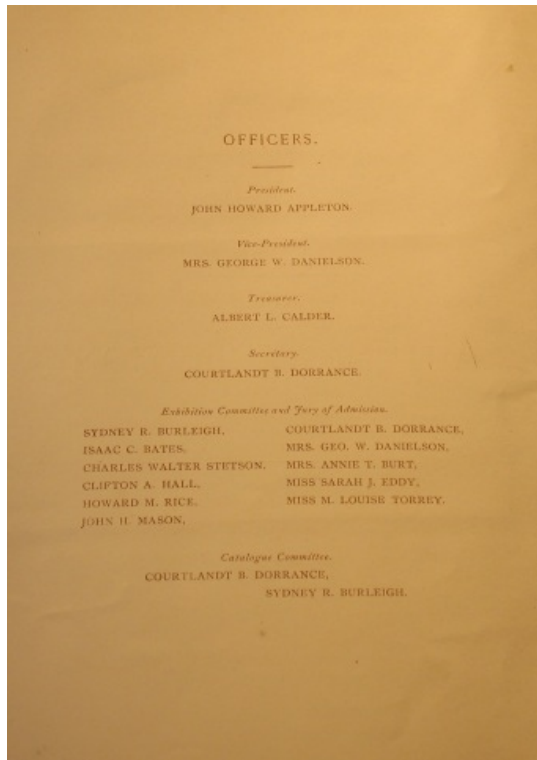 OFFICERS.
President.
JOHN HOWARD APPLETON.
Vice-President.
MRS. GEORGE W. DANIELSON.
Treasurer.
ALBERT L. CALDER.
Secretary.
COURTLANDT B. DORRANCE.
Exhibition Committee and Jury of Admission.
SYDNEY R. BURLEIGH, COURTLANDT B. DORRANCE,
ISAAC C. BATES, MRS. GEO. W. DANIELSON,
CHARLES WALTER STETSON, MRS. ANNIE T. BURT,
CLIFTON A. HALL, MISS SARAH J. EDDY,
HOWARD M. RICE, MISS M. LOUISE TORREY.
JOHN H. MASON,
Catalogue Committee.
COURTLANDT B. DORRANCE,
SYDNEY R. BURLEIGH.